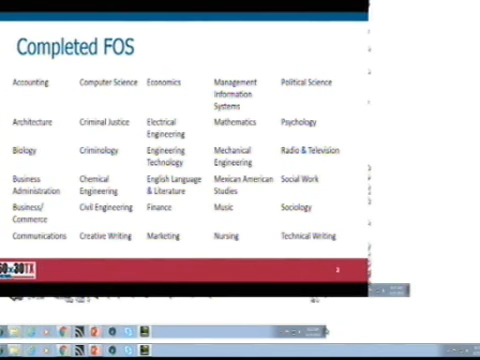 Completed FOS
Accounting Computer Science Economics Management Political Science
Information
Systems
Architecture Criminal Justice Electrical Mathematics Psychology
Engineering
Biology Criminology Engineering Mechanical Radio & Television
Technology Engineering
Business Chemical English Language Mexican American Social Work
Administration Engineering & Literature Studies
Business/ Civil Engineering Finance Music Sociology
Commerce
Communications Creative Writing Marketing Nursing Technical Writing
60x30TX